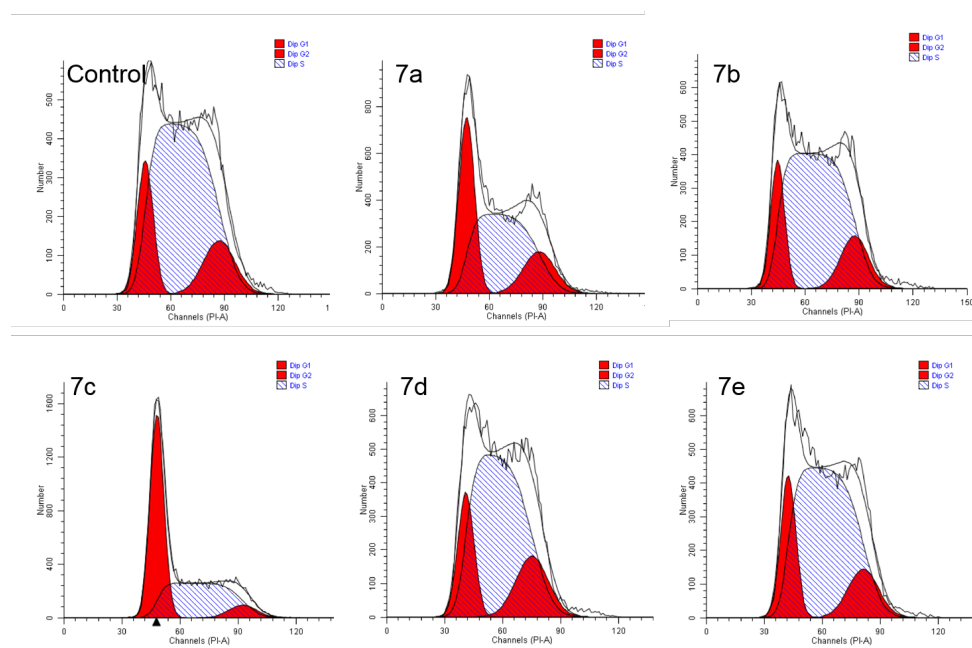 Control
Dip G1
Dip G2
Dip S
Number
0 100 200 300 400 500
0 30 60 90 120 1
Channels (PI-A)
7a
Dip G1
Dip G2
Dip S
Number
0 200 400 600 800
0 30 60 90 120
Channels (PI-A)
7b
Dip G1
Dip G2
Dip S
Number
0 100 200 300 400 500 600
0 30 60 90 120 150
Channels (PI-A)
7c
Dip G1
Dip G2
Dip S
Number
0 400 800 1200 1600
0 30 60 90 120
Channels (PI-A)
7d
Dip G1
Dip G2
Dip S
Number
0 100 200 300 400 500 600
0 30 60 90 120
Channels (PI-A)
7e
Dip G1
Dip G2
Dip S
Number
0 100 200 300 400 500 600
0 30 60 90 120
Channels (PI-A)